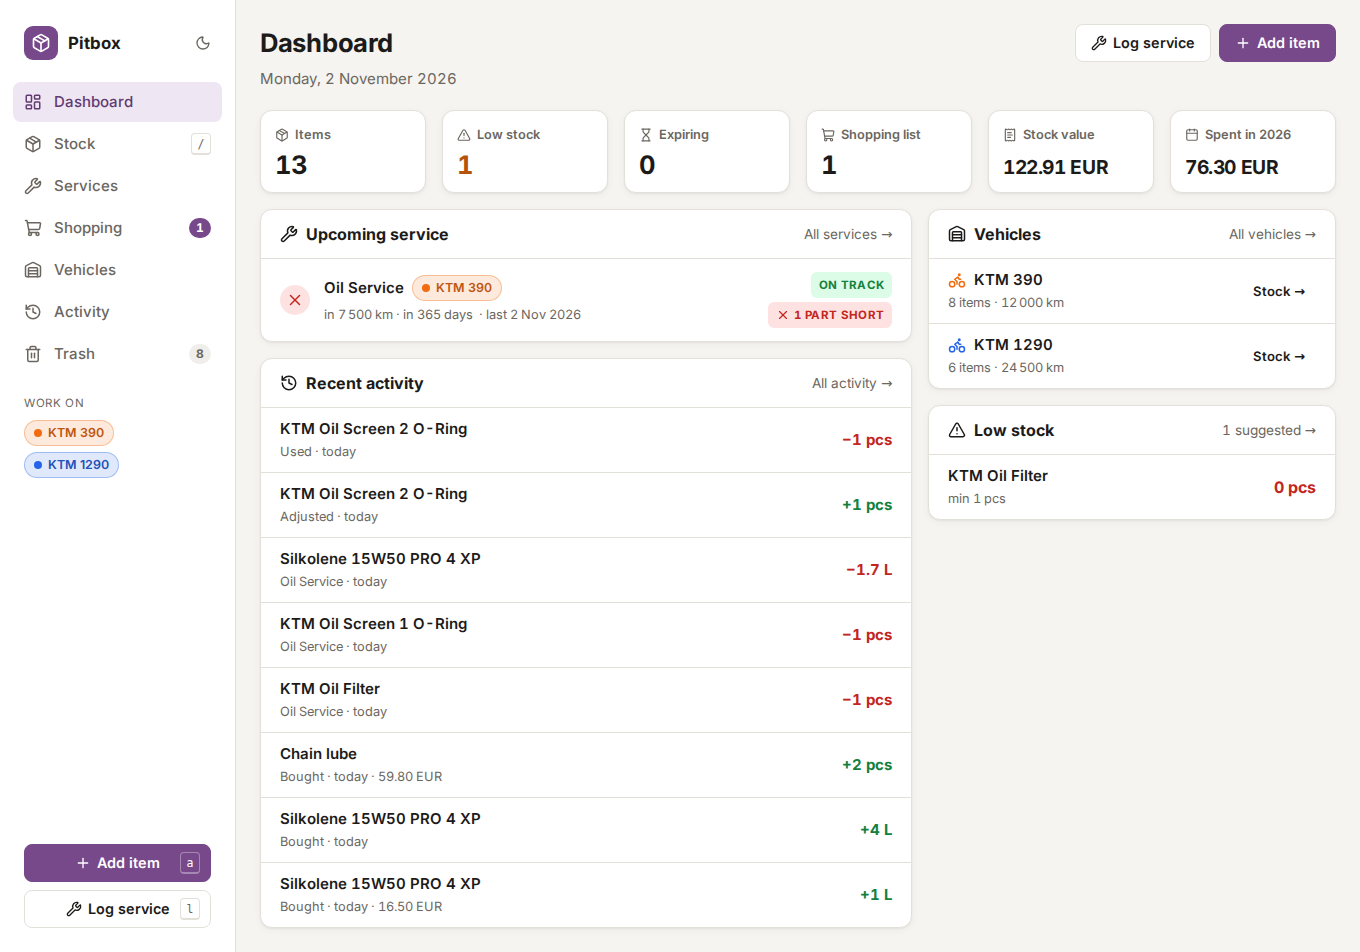 Pitbox
Dashboard
Stock /
Services
Shopping 1
Vehicles
Activity
Trash 8
WORK ON
KTM 390
KTM 1290
+ Add item a
Log service l
Dashboard
Monday, 2 November 2026
Log service
+ Add item
Items
13
Low stock
1
Expiring
0
Shopping list
1
Stock value
122.91 EUR
Spent in 2026
76.30 EUR
Upcoming service
All services →
Oil Service KTM 390
in 7 500 km · in 365 days · last 2 Nov 2026
ON TRACK
1 PART SHORT
Recent activity
All activity →
KTM Oil Screen 2 O-Ring
Used · today
−1 pcs
KTM Oil Screen 2 O-Ring
Adjusted · today
+1 pcs
Silkolene 15W50 PRO 4 XP
Oil Service · today
−1.7 L
KTM Oil Screen 1 O-Ring
Oil Service · today
−1 pcs
KTM Oil Filter
Oil Service · today
−1 pcs
Chain lube
Bought · today · 59.80 EUR
+2 pcs
Silkolene 15W50 PRO 4 XP
Bought · today
+4 L
Silkolene 15W50 PRO 4 XP
Bought · today · 16.50 EUR
+1 L
Vehicles
All vehicles →
KTM 390
8 items · 12 000 km
Stock →
KTM 1290
6 items · 24 500 km
Stock →
Low stock
1 suggested →
KTM Oil Filter
min 1 pcs
0 pcs